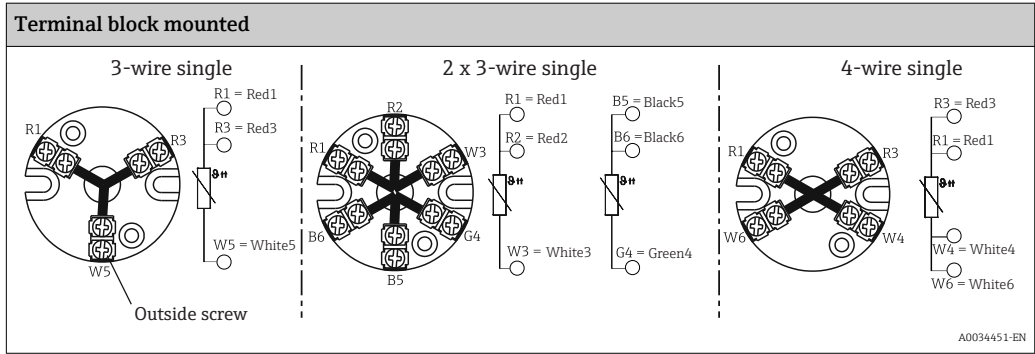 Terminal block mounted
3-wire single
R1
R3
W5
Outside screw
R1 = Red1
R3 = Red3
W5 = White5
2 x 3-wire single
R2
R1
W3
B6
G4
B5
R1 = Red1
R2 = Red2
W3 = White3
B5 = Black5
B6 =Black6
G4 = Green4
4-wire single
R1
R3
W6
W4
R3 = Red3
R1 = Red1
W4 = White4
W6 = White6
ϑ
ϑ
ϑ
ϑ
A0034451-EN